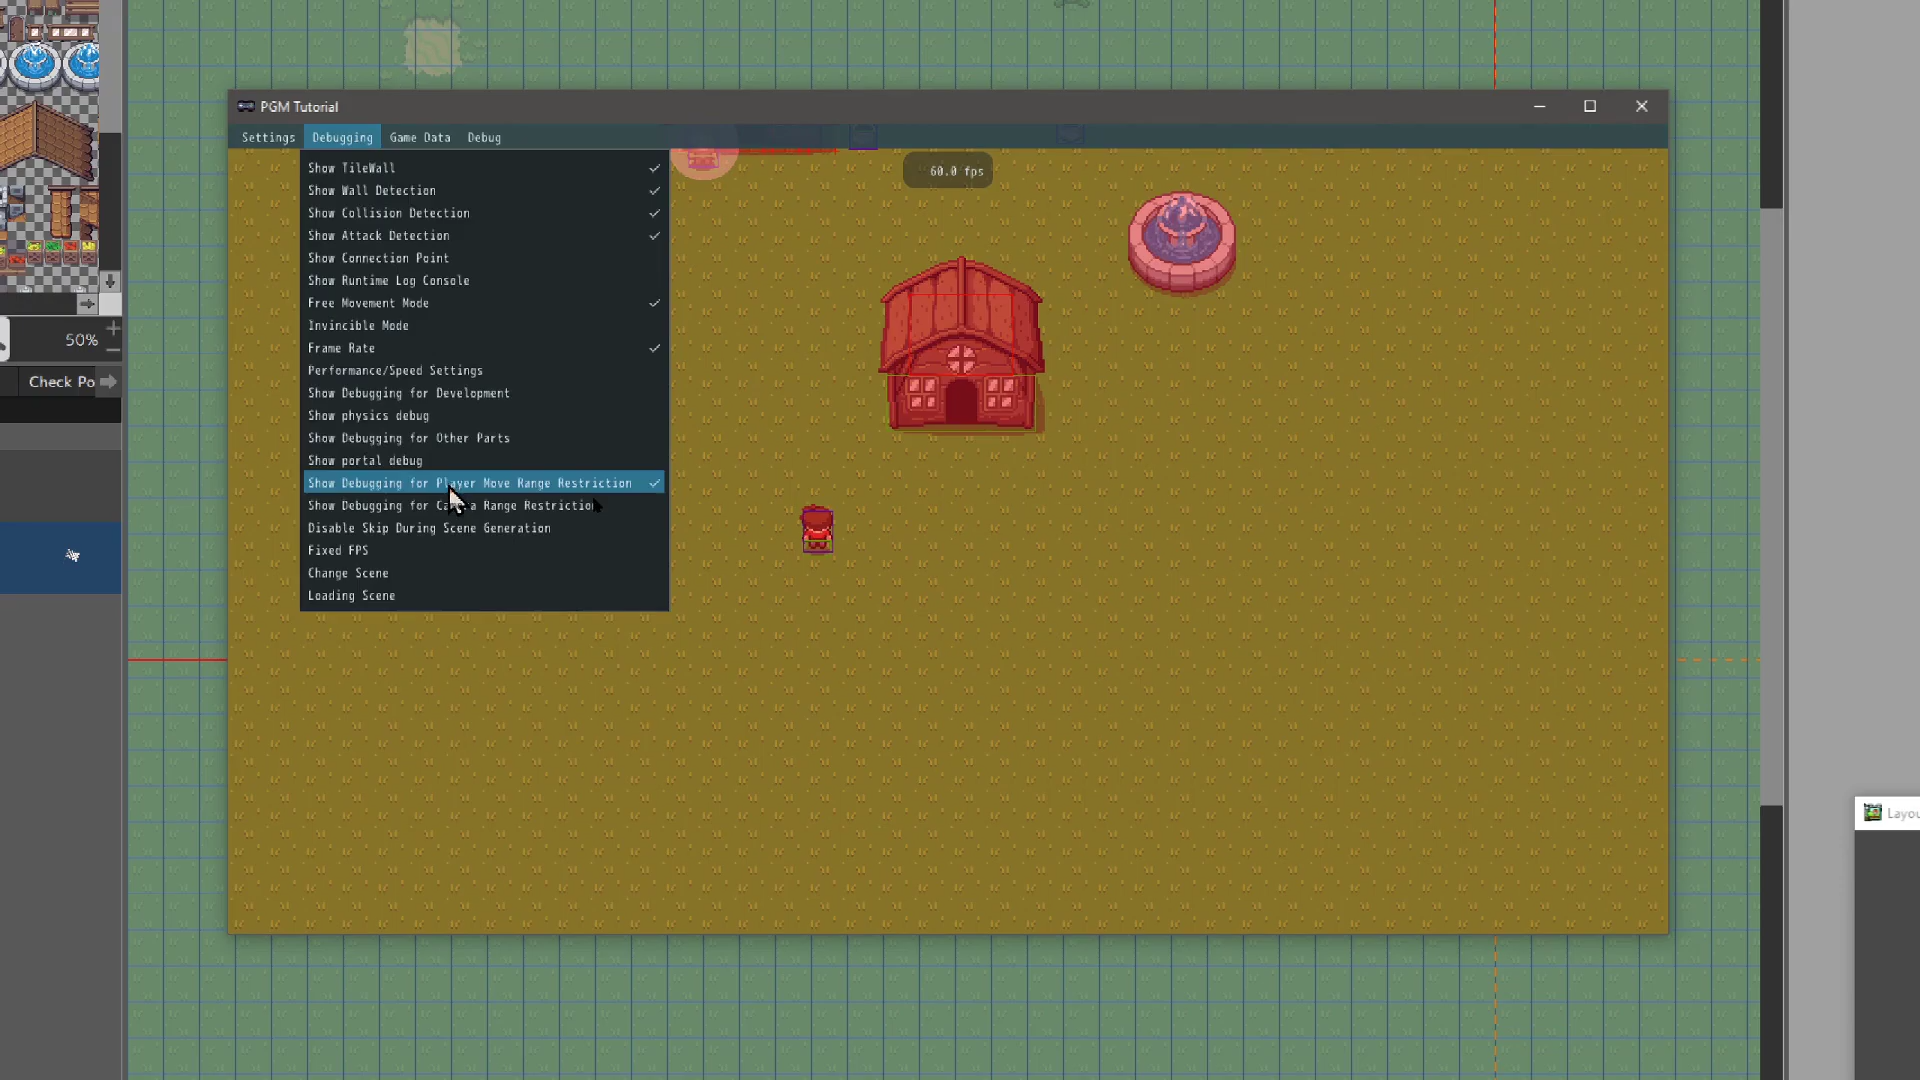 PGM Tutorial
Settings Debugging Game Data Debug
Show TileWall
60.0 fps
Show Wall Detection
Show Collision Detection
Show Attack Detection
Show Connection Point
Show Runtime Log Console
Free Movement Mode
Invincible Mode
50%
Frame Rate
Performance/Speed Settings
Check Po
Show Debugging for Development
Show physics debug
Show Debugging for Other Parts
Show portal debug
Show Debugging for Player Move Range Restriction
Show Debugging for Range Restriction
Disable Skip During Scene Generation
Fixed FPS
Change Scene
Loading Scene
Layou